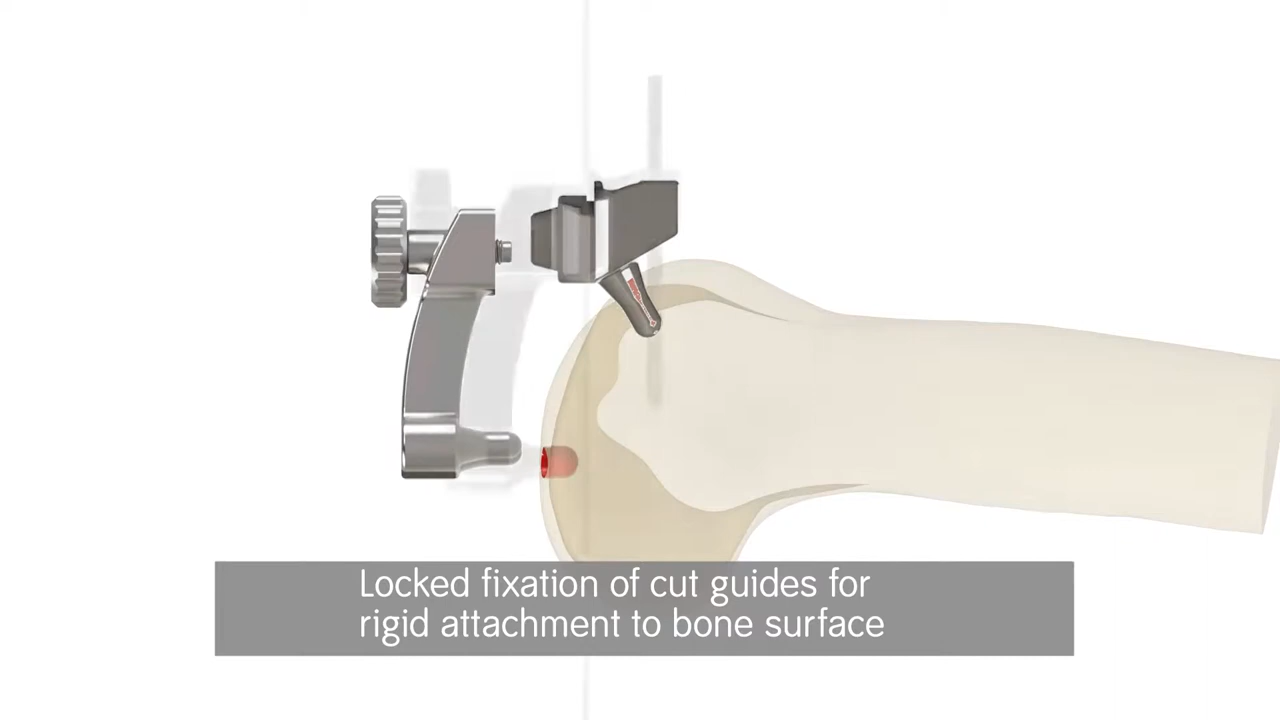 Locked fixation of cut guides for
rigid attachment to bone surface